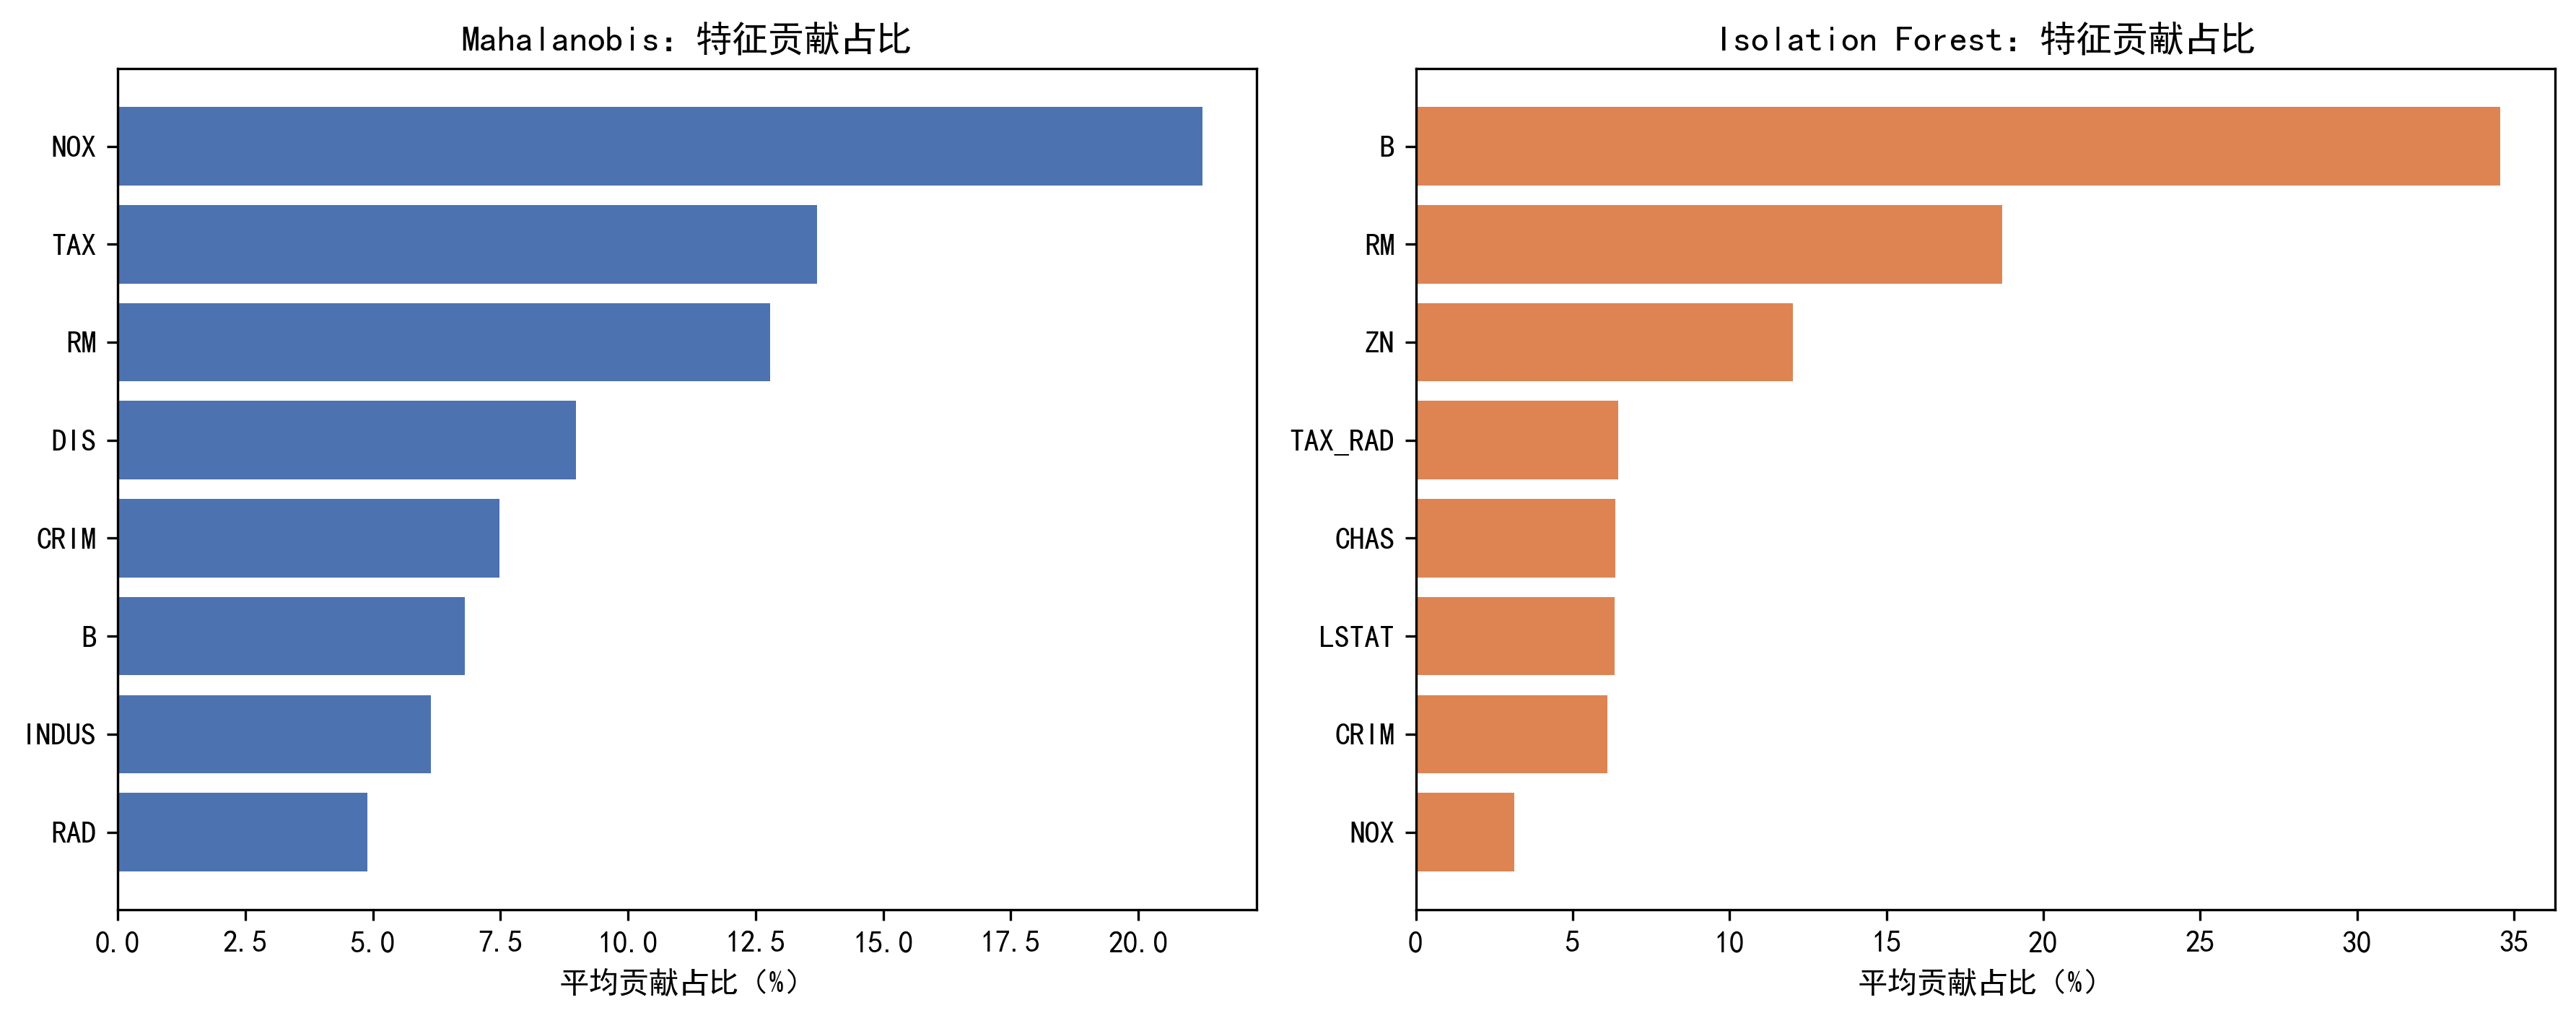 Mahalanobis：特征贡献占比
NOX
TAX
RM
DIS
CRIM
B
INDUS
RAD
0.0 2.5 5.0 7.5 10.0 12.5 15.0 17.5 20.0
平均贡献占比（%）
Isolation Forest：特征贡献占比
B
RM
ZN
TAX_RAD
CHAS
LSTAT
CRIM
NOX
0 5 10 15 20 25 30 35
平均贡献占比（%）